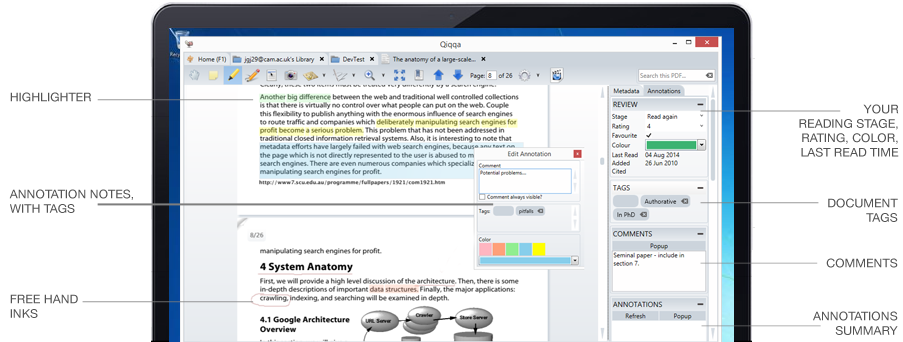 Qiqqa
Home (F1)
jgj29@cam.ac.uk's Library
DevTest
The anatomy of a large-scale...
Page: 8 of 26
Search this PDF...
HIGHLIGHTER
ANNOTATION NOTES,
WITH TAGS
FREE HAND
INKS
Another big difference between the web and traditional well controlled collections
is that there is virtually no control over what people can put on the web. Couple
this flexibility to publish anything with the enormous influence of search engines
to route traffic and companies which deliberately manipulating search engines for
profit become a serious problem. This problem that has not been addressed in
traditional closed information retrieval systems. Also, it is interesting to note that
metadata efforts have largely failed with web search engines, because any text on
the page which is not directly represented to the user is abused to
search engines. There are even numerous companies which
http://www7.scu.edu.au/programme/fullpapers/1921/com1921.htm
8/26
manipulating search engines for profit.
4 System Anatomy
First, we will provide a high level discussion of the architecture. Then, there is some
in-depth descriptions of important data structures. Finally, the major applications:
crawling, indexing, and searching will be examined in depth.
4.1 Google Architecture
Overview
URL Server
Crawler
Store Server
Edit Annotation
Comment
Potential problems...
Comment always visible?
Tags:
pitfalls
Color
Metadata
Annotations
REVIEW
Stage Read again
Rating 4
Favourite
Colour
Last Read 04 Aug 2014
Added 26 Jun 2010
Cited
TAGS
Authorative
In PhD
COMMENTS
Popup
Seminal paper - include in
section 7.
ANNOTATIONS
Refresh
Popup
YOUR
READING STAGE,
RATING, COLOR,
LAST READ TIME
DOCUMENT
TAGS
COMMENTS
ANNOTATIONS
SUMMARY